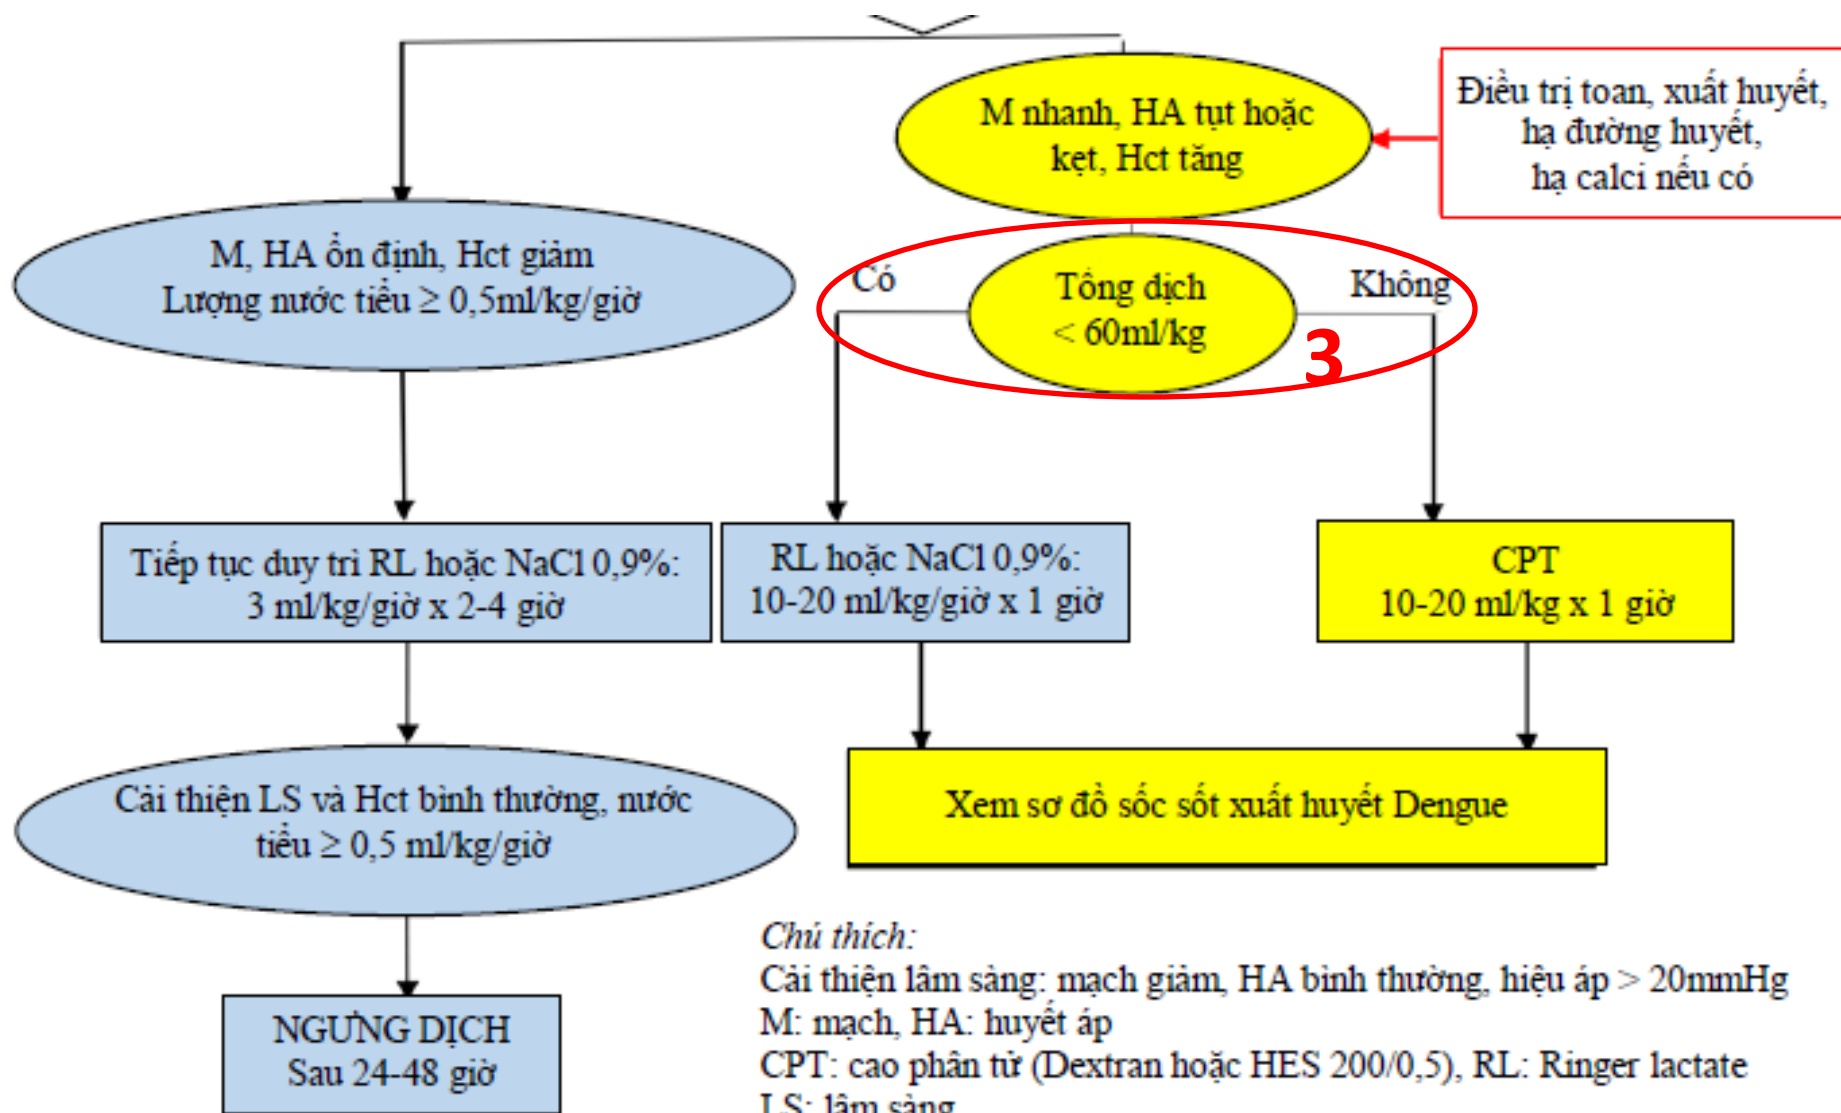 M nhanh, HA tụt hoặc
kẹt, Hct tăng
Điều trị toan, xuất huyết,
hạ đường huyết,
hạ calci nếu có
M, HA ổn định, Hct giảm
Lượng nước tiểu ≥ 0,5ml/kg/giờ
Có
Tổng dịch
< 60ml/kg
Không
3
Tiếp tục duy trì RL hoặc NaCl 0,9%:
3 ml/kg/giờ x 2-4 giờ
RL hoặc NaCl 0,9%:
10-20 ml/kg/giờ x 1 giờ
CPT
10-20 ml/kg x 1 giờ
Cải thiện LS và Hct bình thường, nước
tiểu ≥ 0,5 ml/kg/giờ
Xem sơ đồ sốc sốt xuất huyết Dengue
NGƯNG DỊCH
Sau 24-48 giờ
Chú thích:
Cải thiện lâm sàng: mạch giảm, HA bình thường, hiệu áp > 20mmHg
M: mạch, HA: huyết áp
CPT: cao phân tử (Dextran hoặc HES 200/0,5), RL: Ringer lactate
LS: lâm sàng